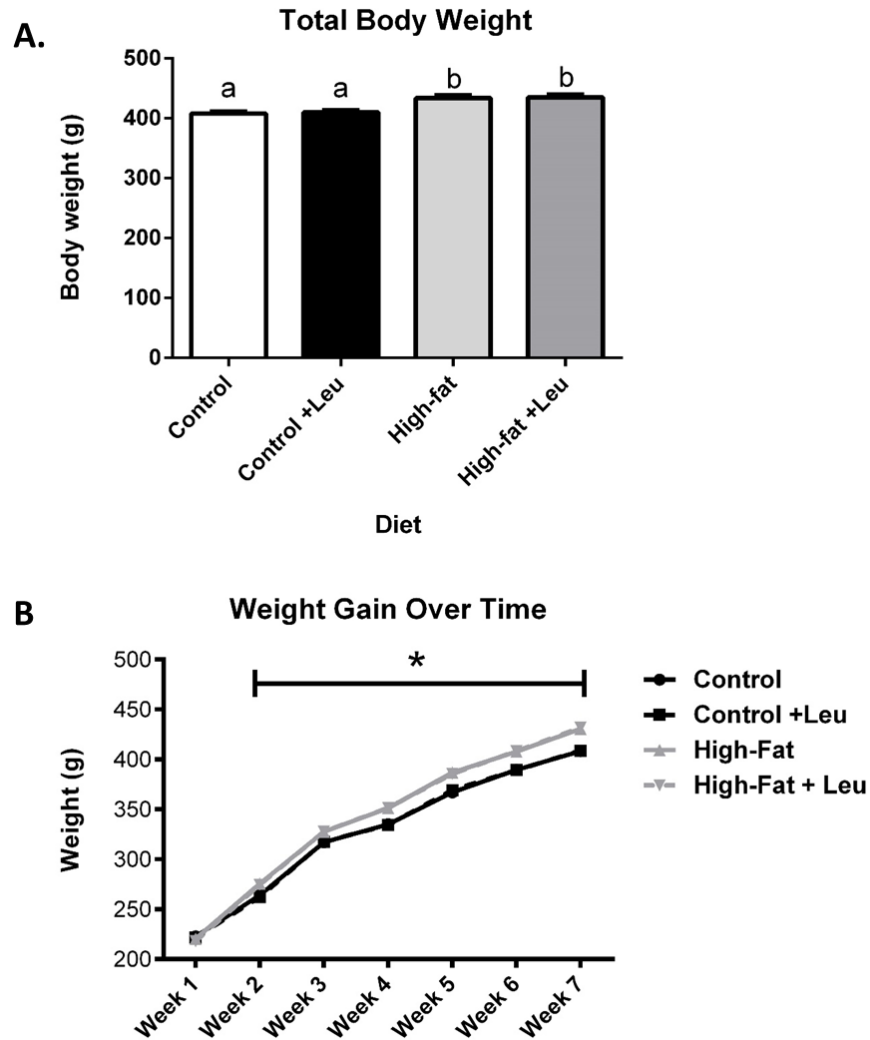 A.
Total Body Weight
Body weight (g)
500
400
300
200
100
0
a
a
b
b
Control
Control +Leu
High-fat
High-fat +Leu
Diet
B
Weight Gain Over Time
Weight (g)
500
450
400
350
300
250
200
*
Week 1
Week 2
Week 3
Week 4
Week 5
Week 6
Week 7
Control
Control +Leu
High-Fat
High-Fat + Leu